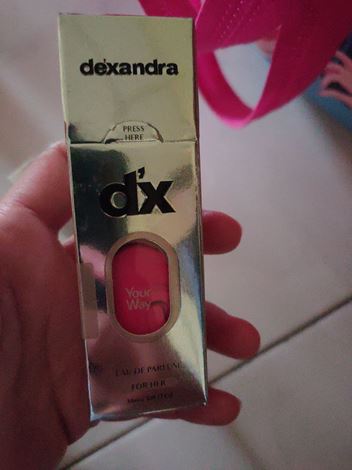 dexandra
PRESS
HERE
d'x
Your
Way
EAU DE PARFUM
FOR HER